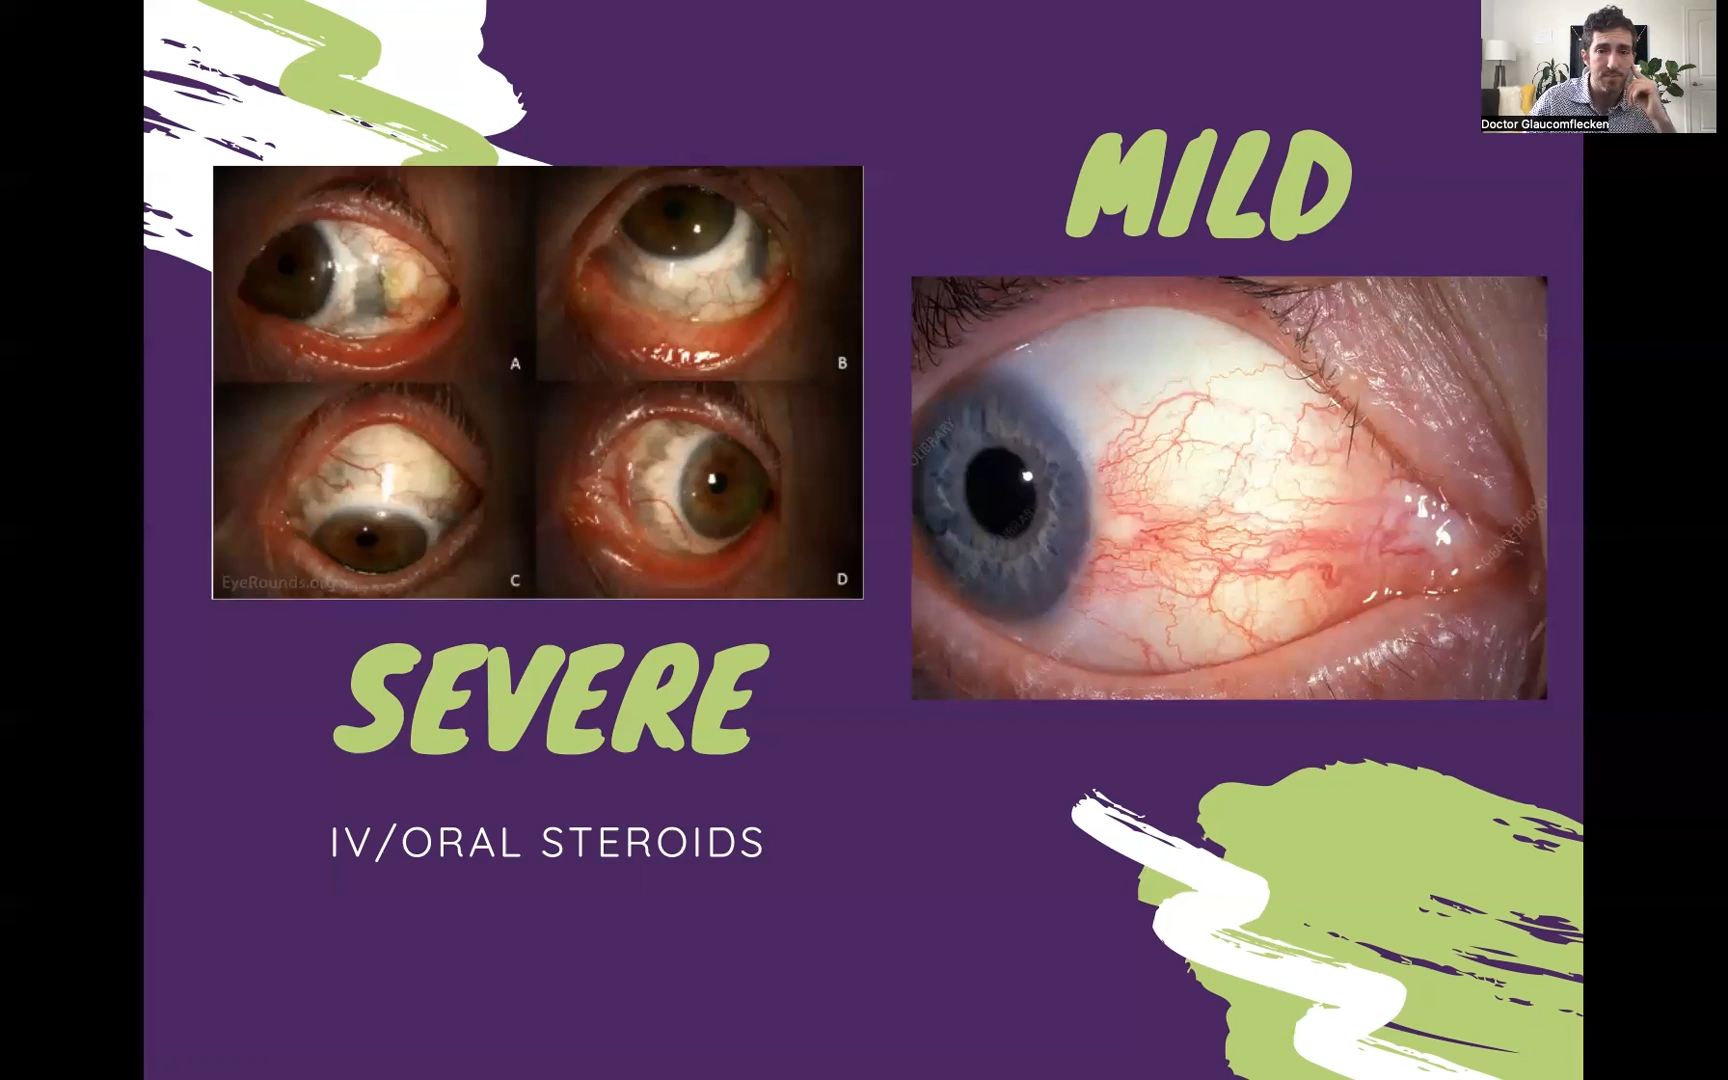 Doctor Glaucomflecken
MILD
A
B
C
D
EyeRounds.org
SEVERE
IV/ORAL STEROIDS